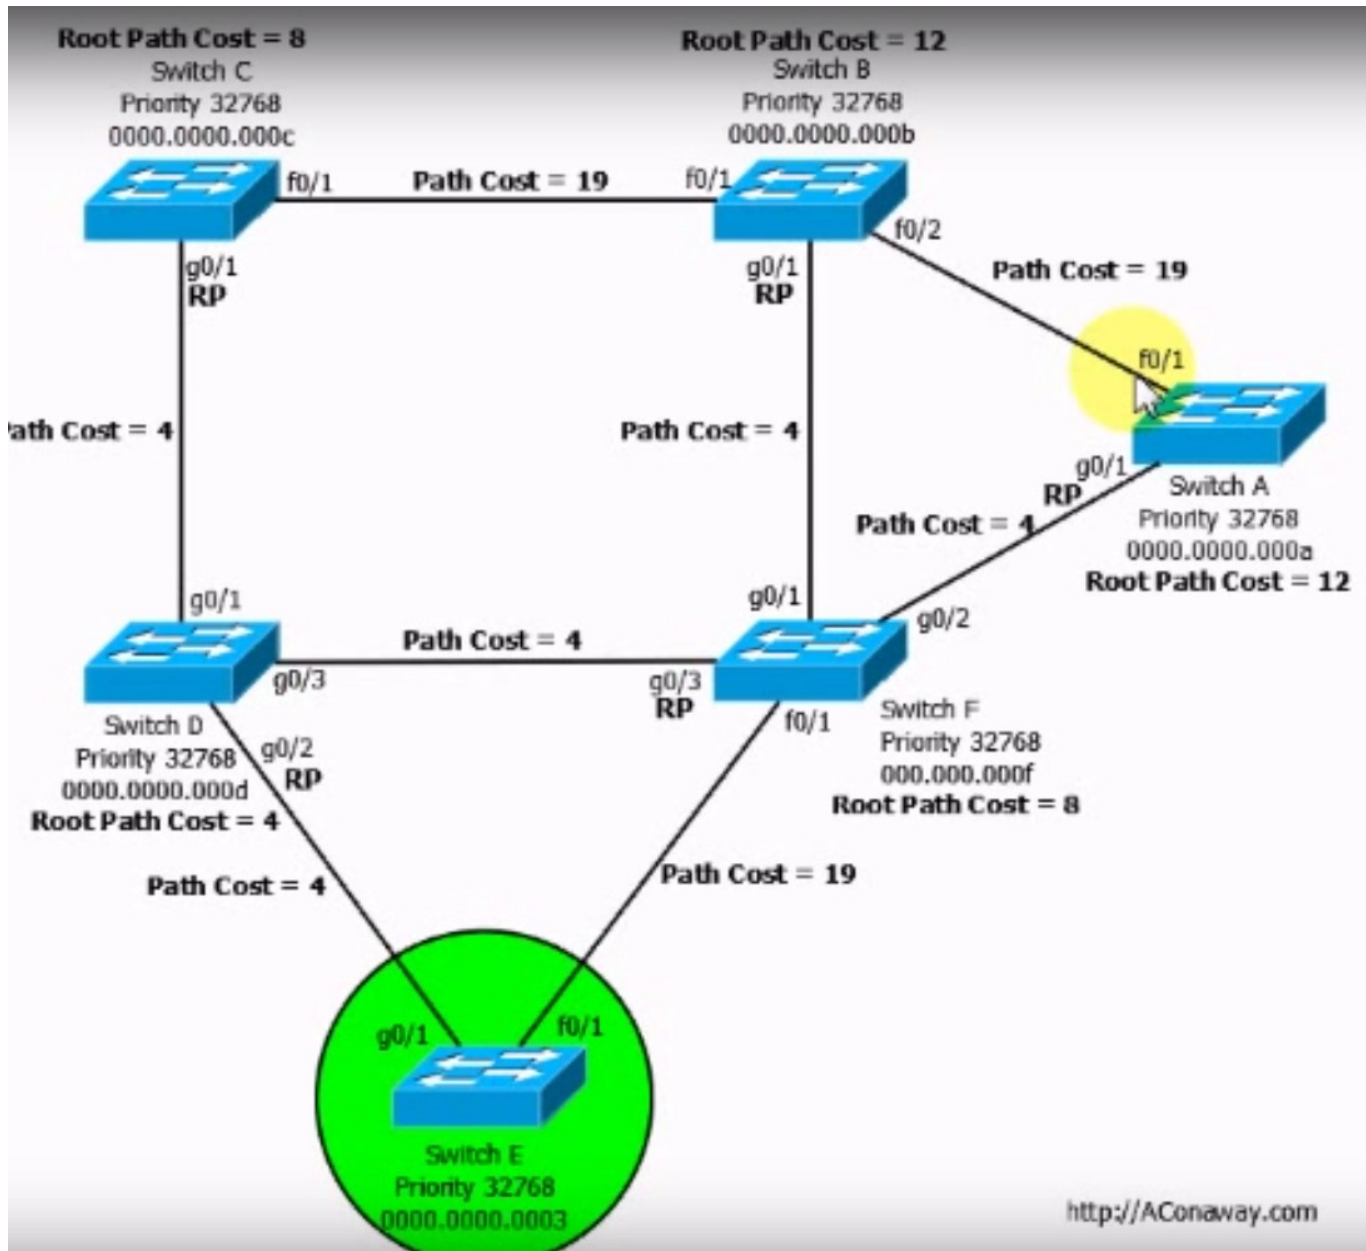 Root Path Cost = 8
Switch C
Priority 32768
0000.0000.000c
Root Path Cost = 12
Switch B
Priority 32768
0000.0000.000b
f0/1
Path Cost = 19
f0/1
f0/2
g0/1
RP
g0/1
RP
Path Cost = 19
f0/1
ath Cost = 4
Path Cost = 4
g0/1
RP
Switch A
Priority 32768
0000.0000.000a
Root Path Cost = 12
Path Cost = 4
g0/1
g0/1
g0/2
Path Cost = 4
g0/3
g0/3
RP
Switch D
Priority 32768
0000.0000.000d
Root Path Cost = 4
g0/2
RP
f0/1
Switch F
Priority 32768
000.000.000f
Root Path Cost = 8
Path Cost = 4
Path Cost = 19
g0/1
f0/1
Switch E
Priority 32768
0000.0000.0003
http://AConaway.com